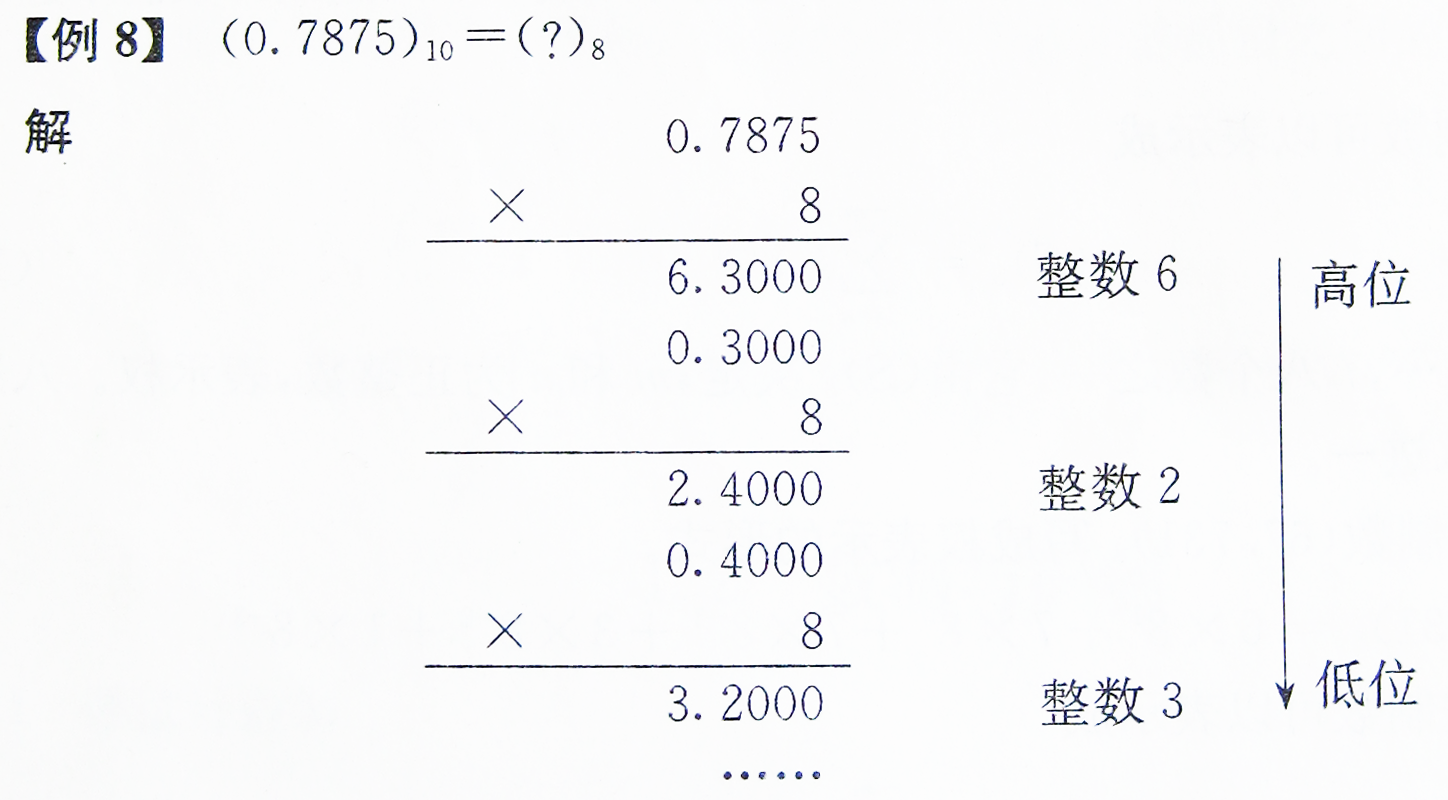 【例 8】 (0.7875)₁₀＝(?)₈
解
0.7875
× 8
6.3000 整数 6 高位
0.3000
× 8
2.4000 整数 2
0.4000
× 8
3.2000 整数 3 低位
……